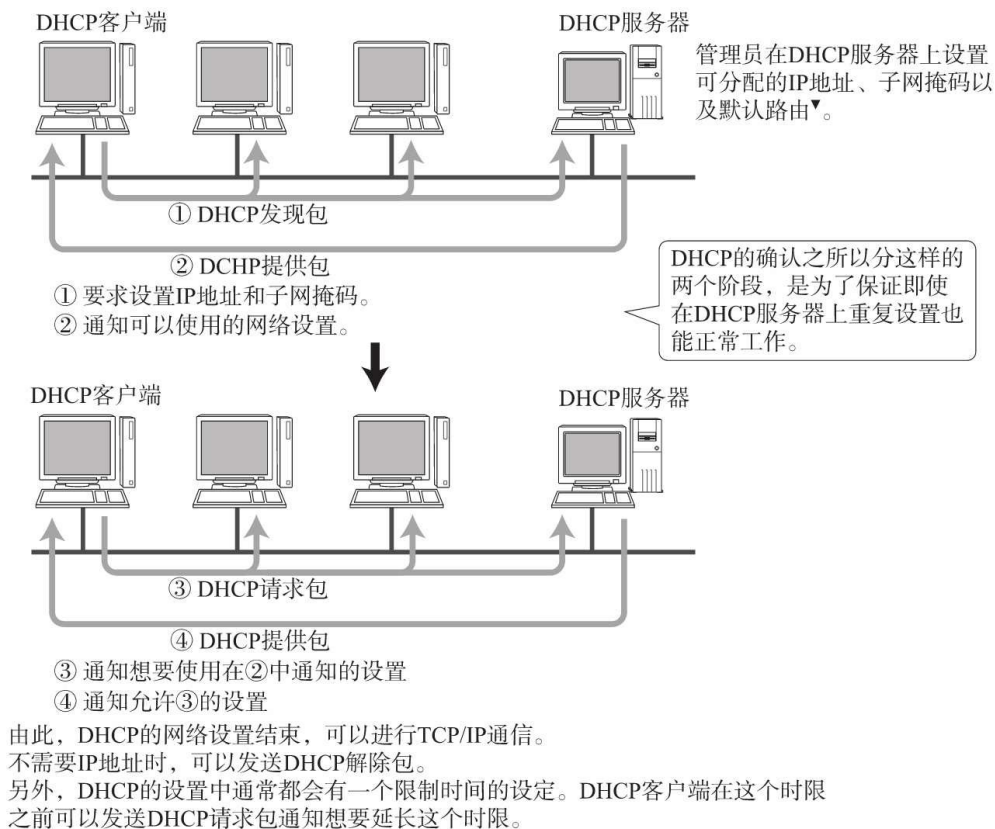 DHCP客户端
DHCP服务器
管理员在DHCP服务器上设置
可分配的IP地址、子网掩码以
及默认路由▼。
① DHCP发现包
② DCHP提供包
① 要求设置IP地址和子网掩码。
② 通知可以使用的网络设置。
DHCP的确认之所以分这样的
两个阶段，是为了保证即使
在DHCP服务器上重复设置也
能正常工作。
DHCP客户端
DHCP服务器
③ DHCP请求包
④ DHCP提供包
③ 通知想要使用在②中通知的设置
④ 通知允许③的设置
由此，DHCP的网络设置结束，可以进行TCP/IP通信。
不需要IP地址时，可以发送DHCP解除包。
另外，DHCP的设置中通常都会有一个限制时间的设定。DHCP客户端在这个时限
之前可以发送DHCP请求包通知想要延长这个时限。